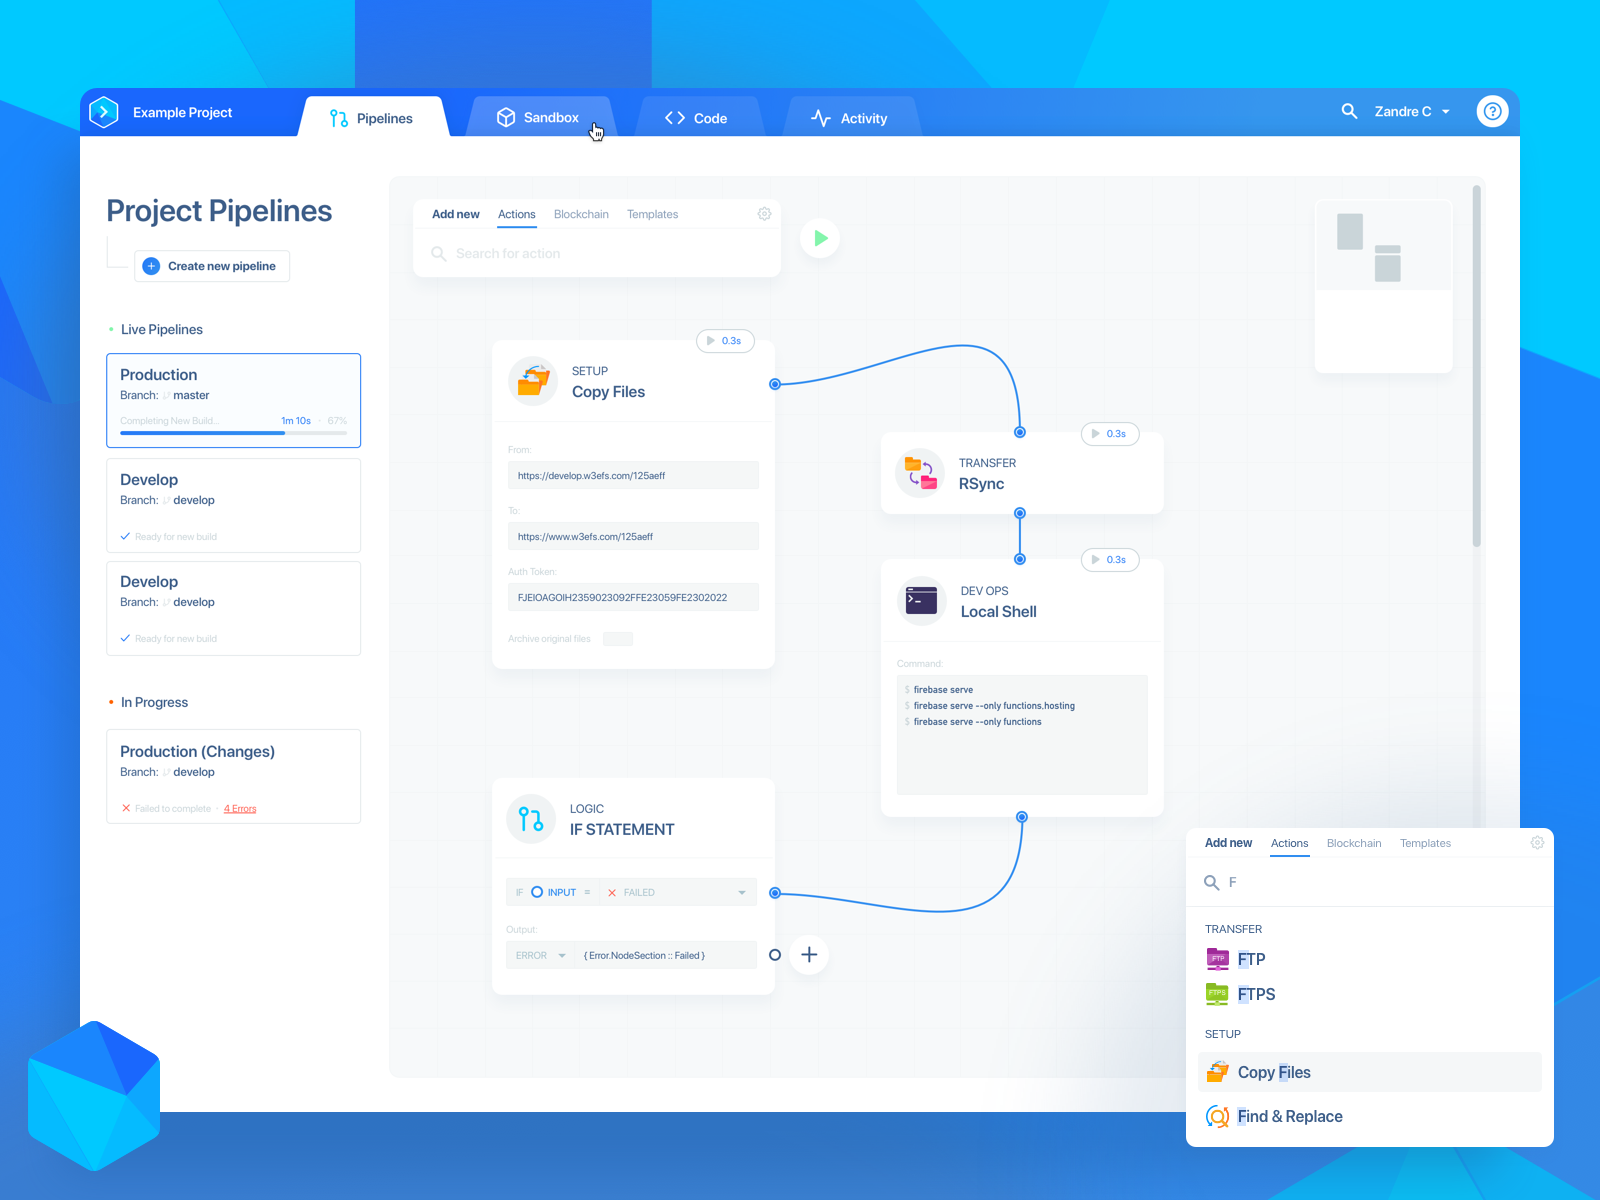 Example Project
Pipelines
Sandbox
Code
Activity
Zandre C
Project Pipelines
Create new pipeline
Live Pipelines
Production
Branch: master
Completing New Build...
1m 10s · 67%
Develop
Branch: develop
Ready for new build
Develop
Branch: develop
Ready for new build
In Progress
Production (Changes)
Branch: develop
Failed to complete · 4 Errors
Add new Actions Blockchain Templates
Search for action
0.3s
SETUP
Copy Files
From:
https://develop.w3efs.com/125aeff
To:
https://www.w3efs.com/125aeff
Auth Token:
FJEIOAGOIH2359023092FFE23059FE2302022
Archive original files
0.3s
TRANSFER
RSync
0.3s
DEV OPS
Local Shell
Command:
$ firebase serve
$ firebase serve --only functions.hosting
$ firebase serve --only functions
LOGIC
IF STATEMENT
IF INPUT = FAILED
Output:
ERROR { Error.NodeSection :: Failed }
Add new Actions Blockchain Templates
F
TRANSFER
FTP
FTP
FTPS
FTPS
SETUP
Copy Files
Find & Replace